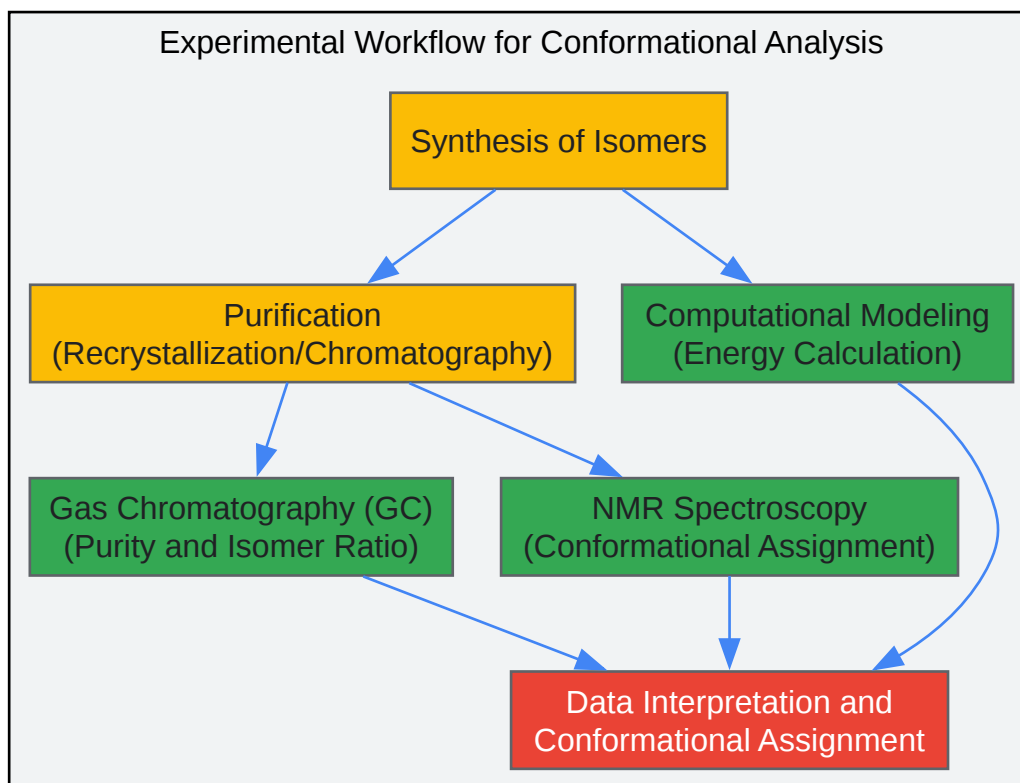 Experimental Workflow for Conformational Analysis
Synthesis of Isomers
Purification
(Recrystallization/Chromatography)
Computational Modeling
(Energy Calculation)
Gas Chromatography (GC)
(Purity and Isomer Ratio)
NMR Spectroscopy
(Conformational Assignment)
Data Interpretation and
Conformational Assignment